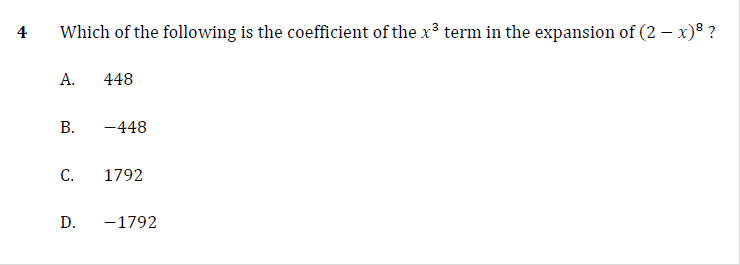 4 Which of the following is the coefficient of the x³ term in the expansion of (2 − x)⁸ ?
A. 448
B. −448
C. 1792
D. −1792